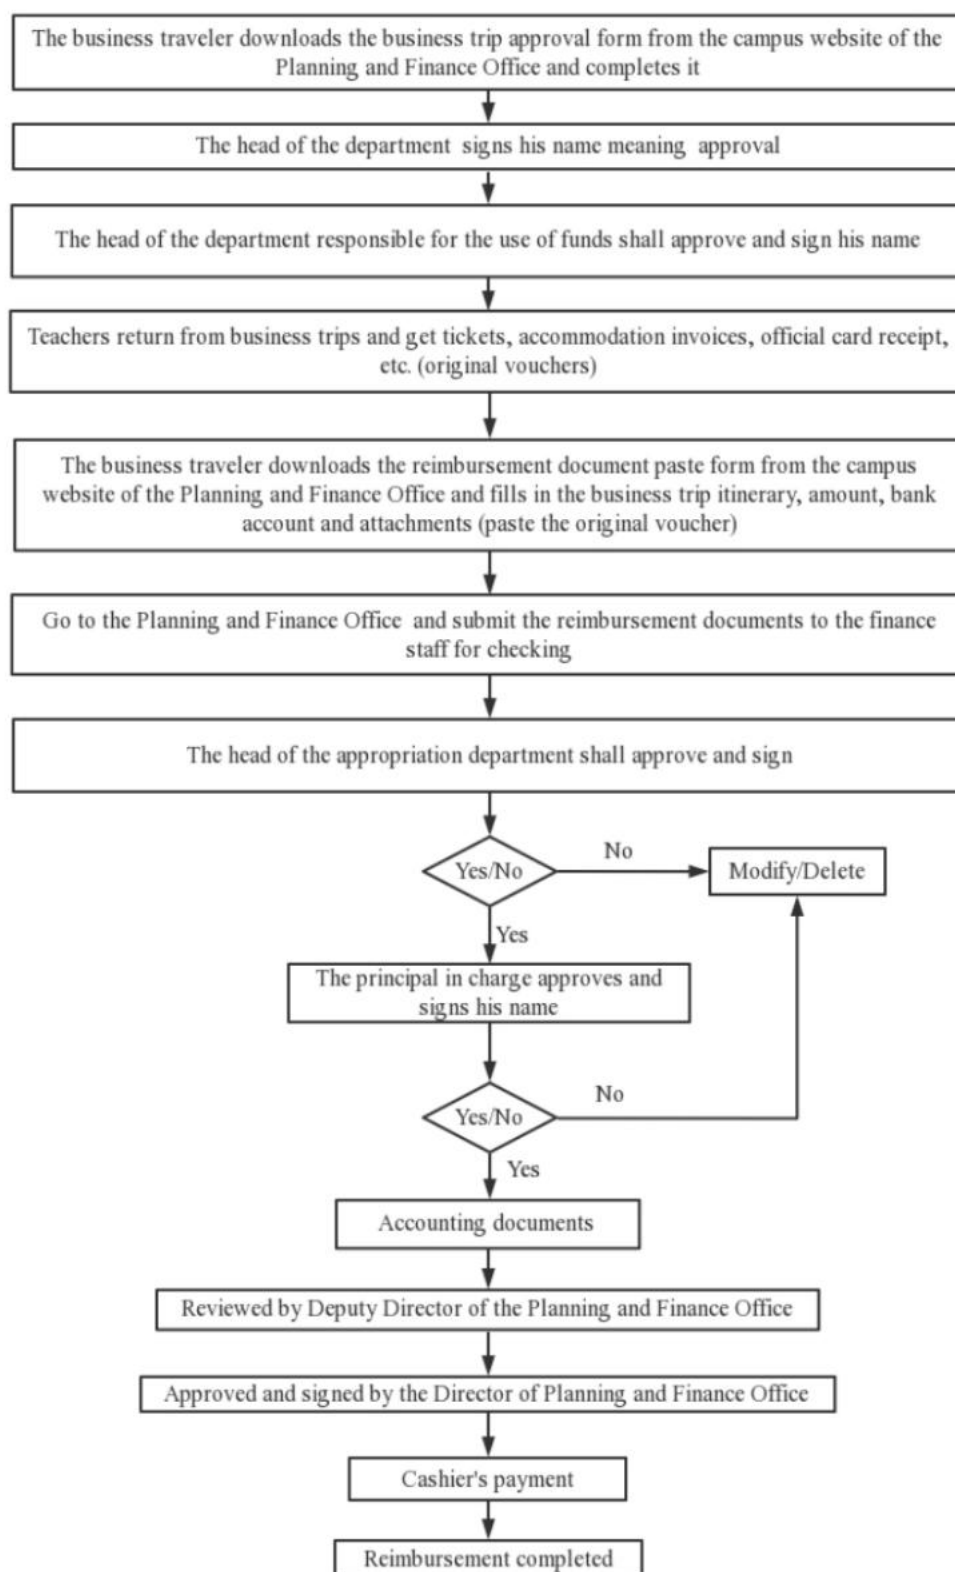 The business traveler downloads the business trip approval form from the campus website of the
Planning and Finance Office and completes it
The head of the department signs his name meaning approval
The head of the department responsible for the use of funds shall approve and sign his name
Teachers return from business trips and get tickets, accommodation invoices, official card receipt,
etc. (original vouchers)
The business traveler downloads the reimbursement document paste form from the campus
website of the Planning and Finance Office and fills in the business trip itinerary, amount, bank
account and attachments (paste the original voucher)
Go to the Planning and Finance Office and submit the reimbursement documents to the finance
staff for checking
The head of the appropriation department shall approve and sign
Yes/No
No
Modify/Delete
Yes
The principal in charge approves and
signs his name
Yes/No
No
Yes
Accounting documents
Reviewed by Deputy Director of the Planning and Finance Office
Approved and signed by the Director of Planning and Finance Office
Cashier's payment
Reimbursement completed